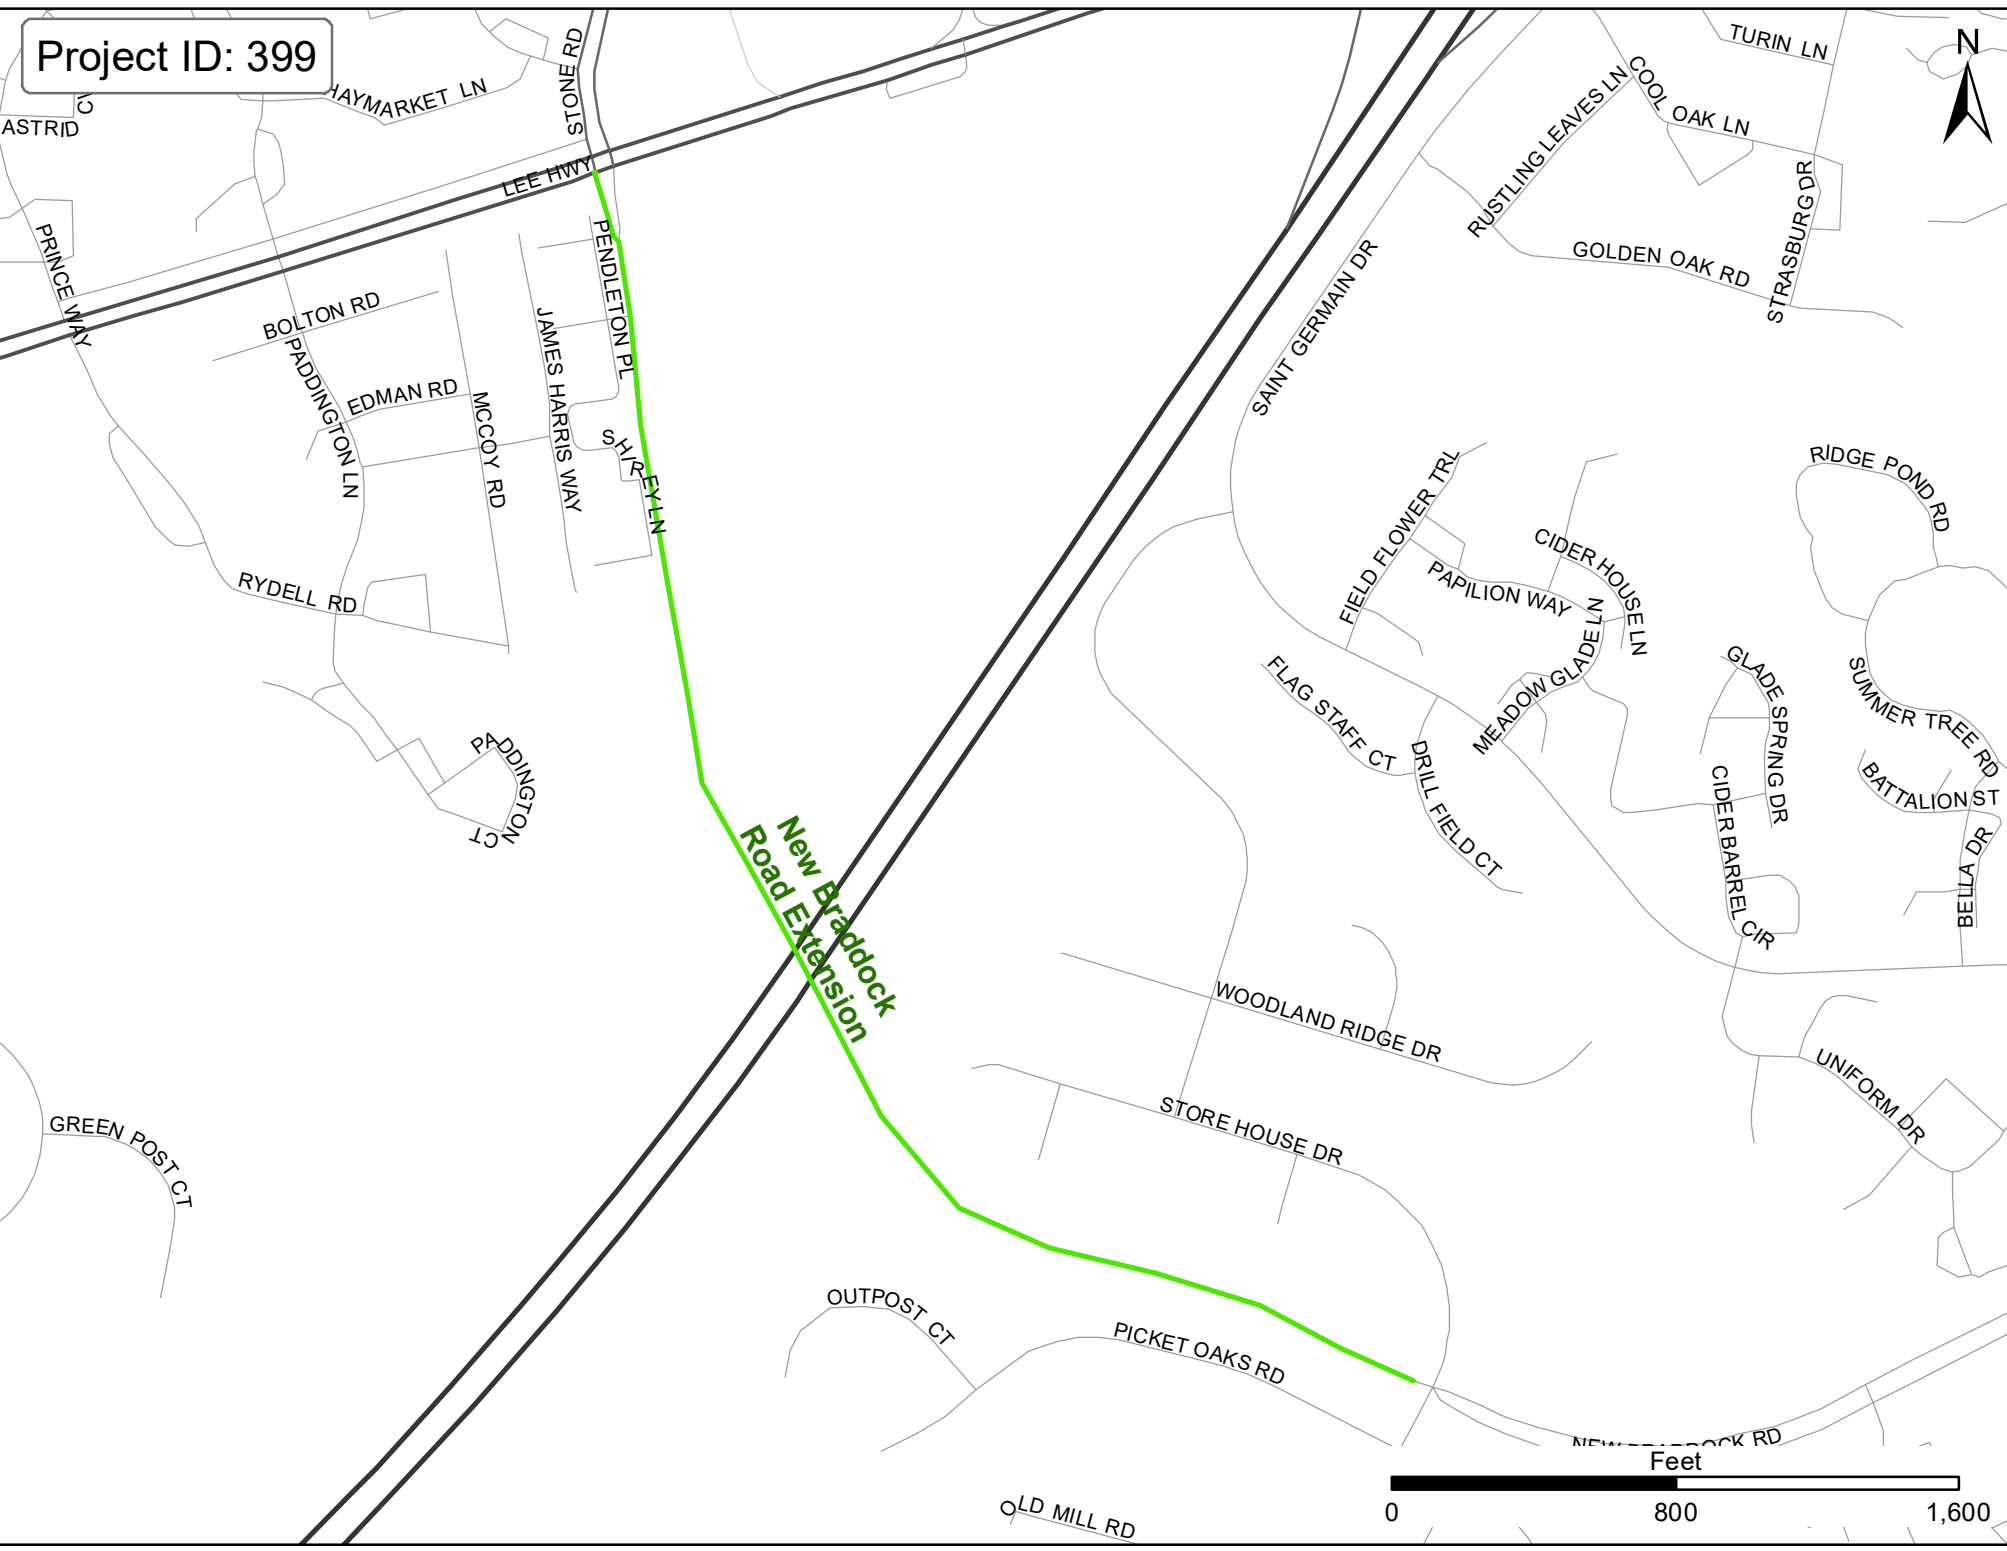 Project ID: 399
N
TURIN LN
COOL OAK LN
HAYMARKET LN
STONE RD
ASTRID
RUSTLING LEAVES LN
LEE HWY
STRASBURG DR
GOLDEN OAK RD
PRINCE WAY
PENDLETON PL
SAINT GERMAIN DR
BOLTON RD
JAMES HARRIS WAY
PADDINGTON LN
EDMAN RD
MCCOY RD
SHIREY LN
FIELD FLOWER TRL
RIDGE POND RD
CIDER HOUSE LN
PAPILION WAY
RYDELL RD
MEADOW GLADE LN
GLADE SPRING DR
SUMMER TREE RD
FLAG STAFF CT
DRILL FIELD CT
PADDINGTON CT
CIDER BARREL CIR
BATTALION ST
BELLA DR
New Braddock
Road Extension
WOODLAND RIDGE DR
UNIFORM DR
STORE HOUSE DR
GREEN POST CT
OUTPOST CT
PICKET OAKS RD
NEW BRADDOCK RD
OLD MILL RD
Feet
0 800 1,600